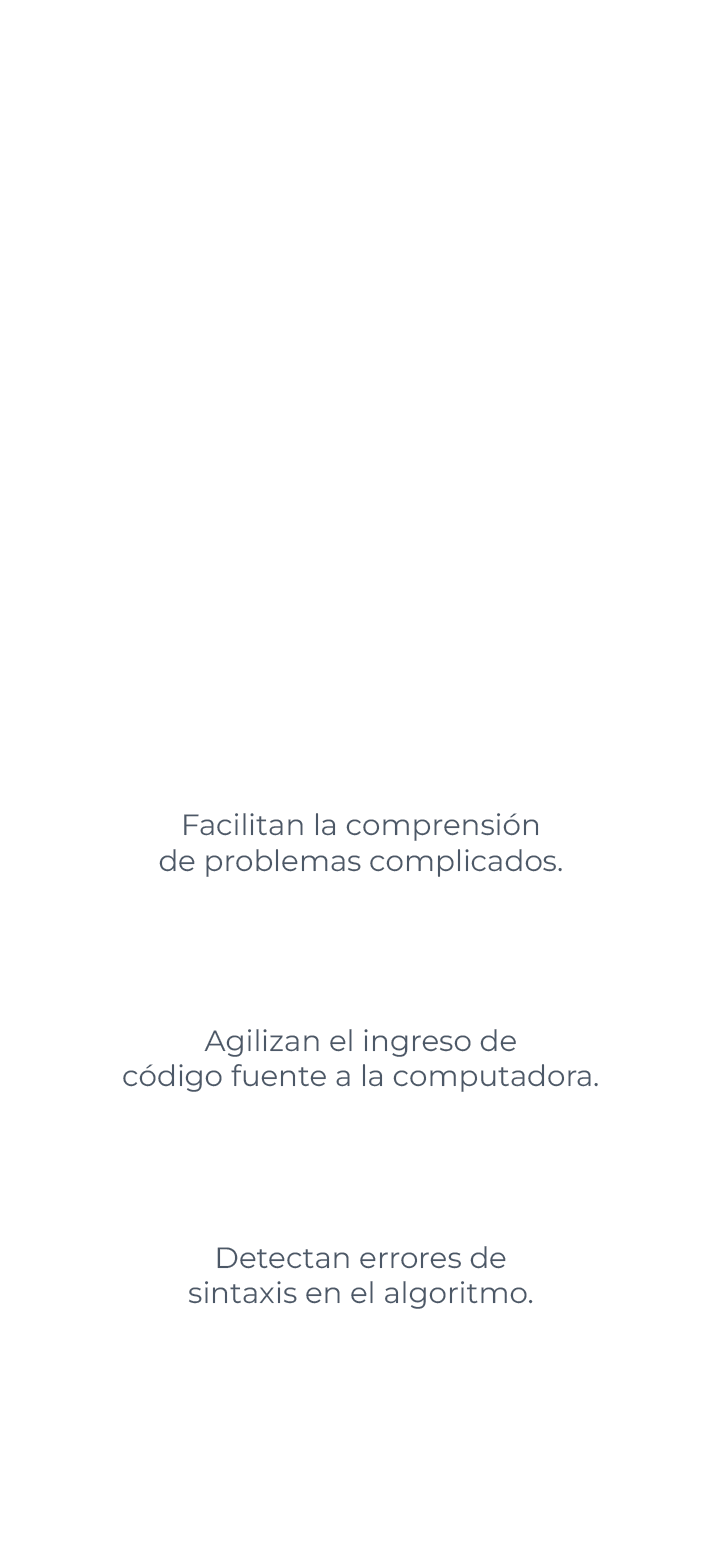 Facilitan la comprensión
de problemas complicados.
Agilizan el ingreso de
código fuente a la computadora.
Detectan errores de
sintaxis en el algoritmo.